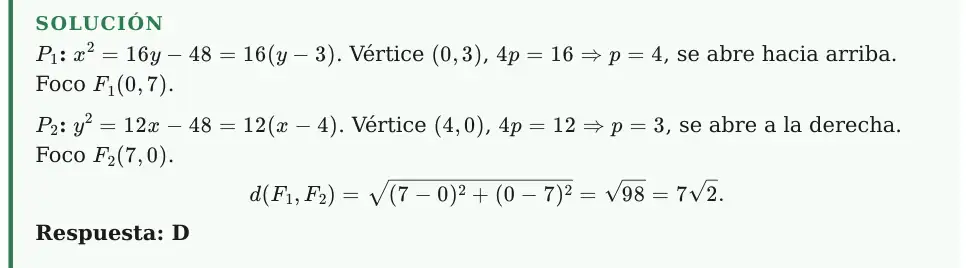 SOLUCIÓN
P₁: x² = 16y − 48 = 16(y − 3). Vértice (0, 3), 4p = 16 ⇒ p = 4, se abre hacia arriba.
Foco F₁(0, 7).
P₂: y² = 12x − 48 = 12(x − 4). Vértice (4, 0), 4p = 12 ⇒ p = 3, se abre a la derecha.
Foco F₂(7, 0).
d(F₁, F₂) = √((7 − 0)² + (0 − 7)²) = √98 = 7√2.
Respuesta: D